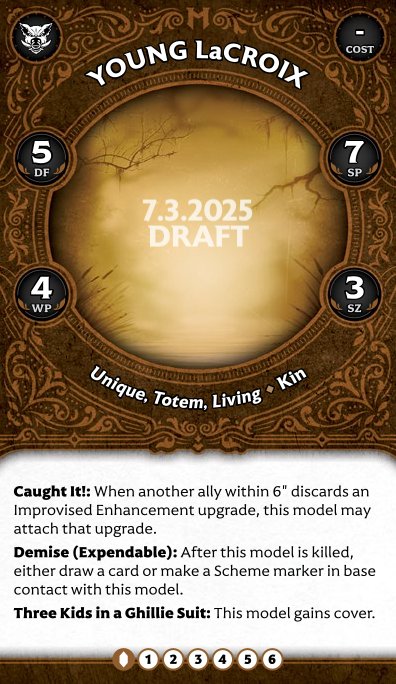 YOUNG LaCROIX
-
COST
5
DF
7
SP
7.3.2025
DRAFT
4
WP
3
SZ
Unique, Totem, Living ♦ Kin
Caught It!: When another ally within 6" discards an
Improvised Enhancement upgrade, this model may
attach that upgrade.
Demise (Expendable): After this model is killed,
either draw a card or make a Scheme marker in base
contact with this model.
Three Kids in a Ghillie Suit: This model gains cover.
1 2 3 4 5 6